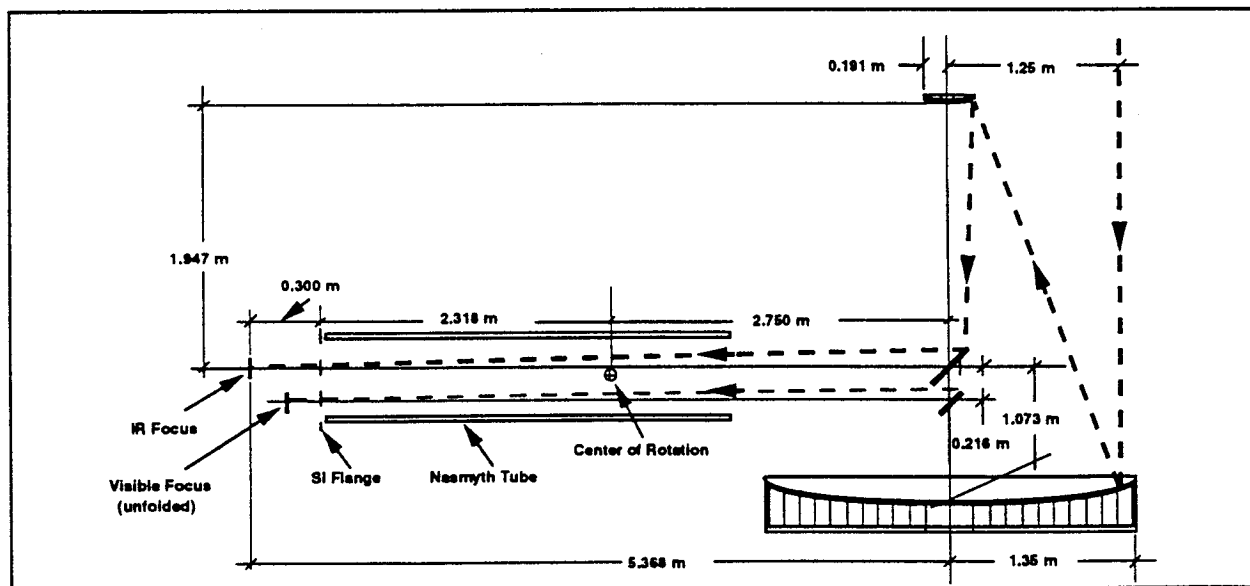 0.191 m
1.25 m
1.947 m
0.300 m
2.318 m
2.750 m
IR Focus
Visible Focus
(unfolded)
SI Flange
Nasmyth Tube
Center of Rotation
1.073 m
0.216 m
5.368 m
1.35 m